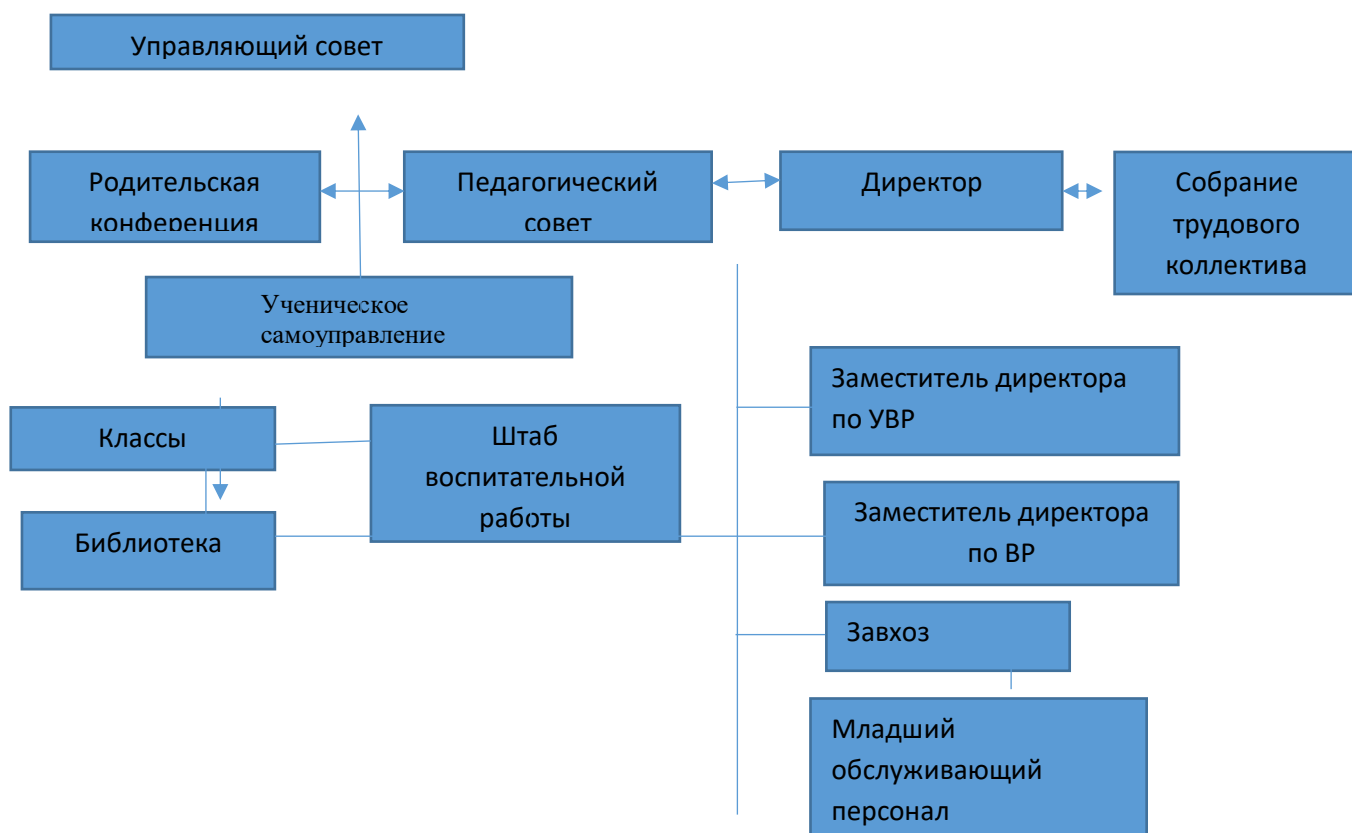 Управляющий совет
Родительская
конференция
Педагогический
совет
Директор
Собрание
трудового
коллектива
Ученическое
самоуправление
Заместитель директора
по УВР
Классы
Штаб
воспитательной
работы
Библиотека
Заместитель директора
по ВР
Завхоз
Младший
обслуживающий
персонал